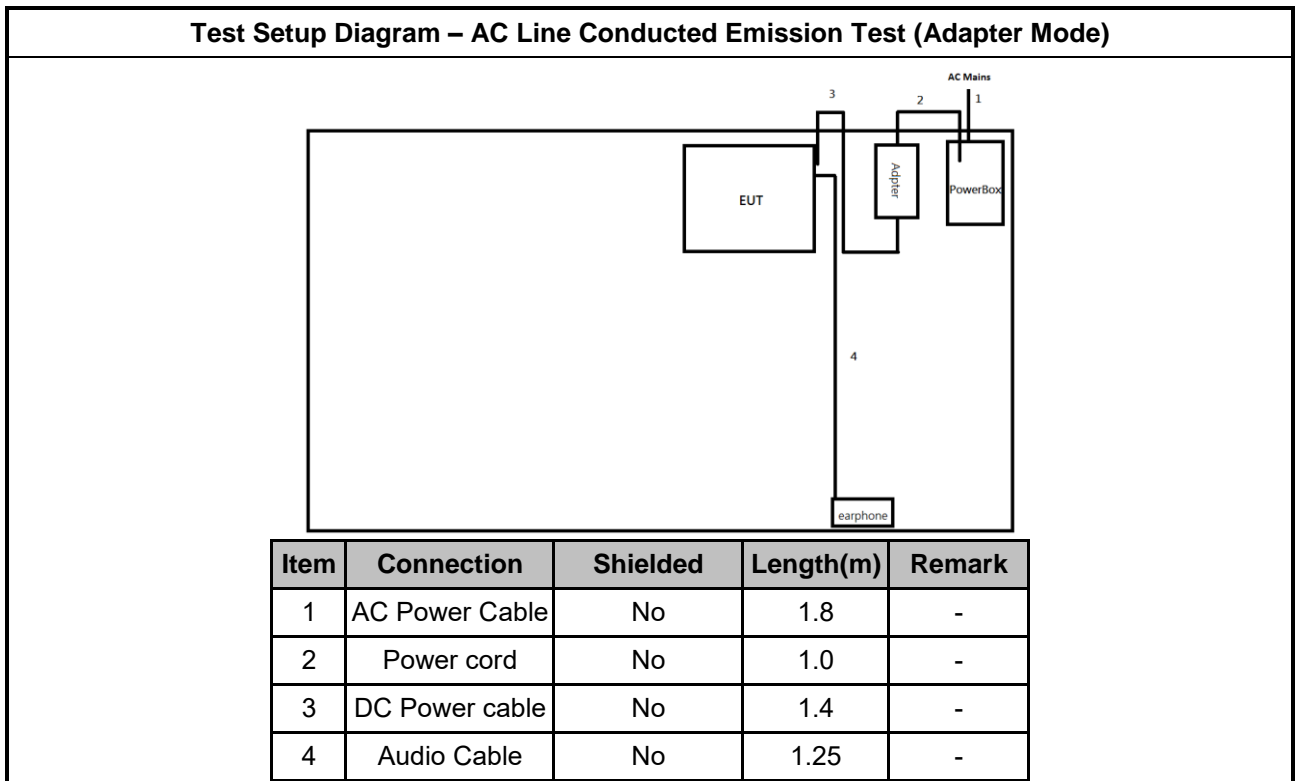 Test Setup Diagram – AC Line Conducted Emission Test (Adapter Mode)
AC Mains
3
2
1
EUT
Adpter
PowerBox
4
earphone
Item Connection Shielded Length(m) Remark
1 AC Power Cable No 1.8 -
2 Power cord No 1.0 -
3 DC Power cable No 1.4 -
4 Audio Cable No 1.25 -